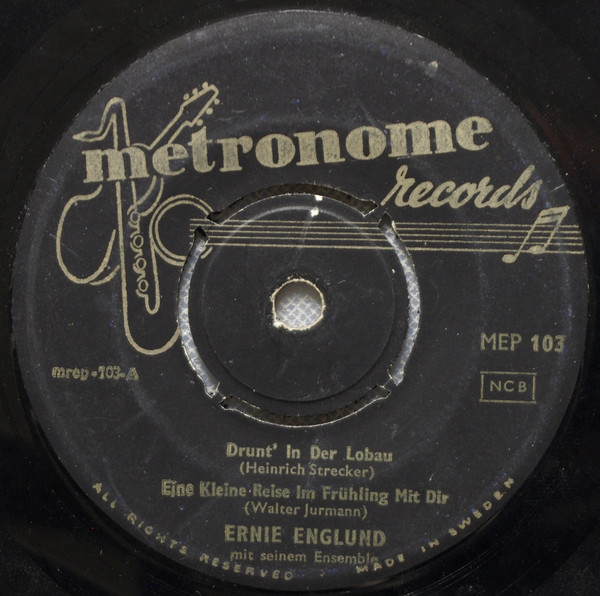 metronome
records
MEP 103
mrep-103-A
NCB
Drunt' In Der Lobau
(Heinrich Strecker)
Eine Kleine Reise Im Frühling Mit Dir
(Walter Jurmann)
ERNIE ENGLUND
mit seinem Ensemble
ALL RIGHTS RESERVED · MADE IN SWEDEN